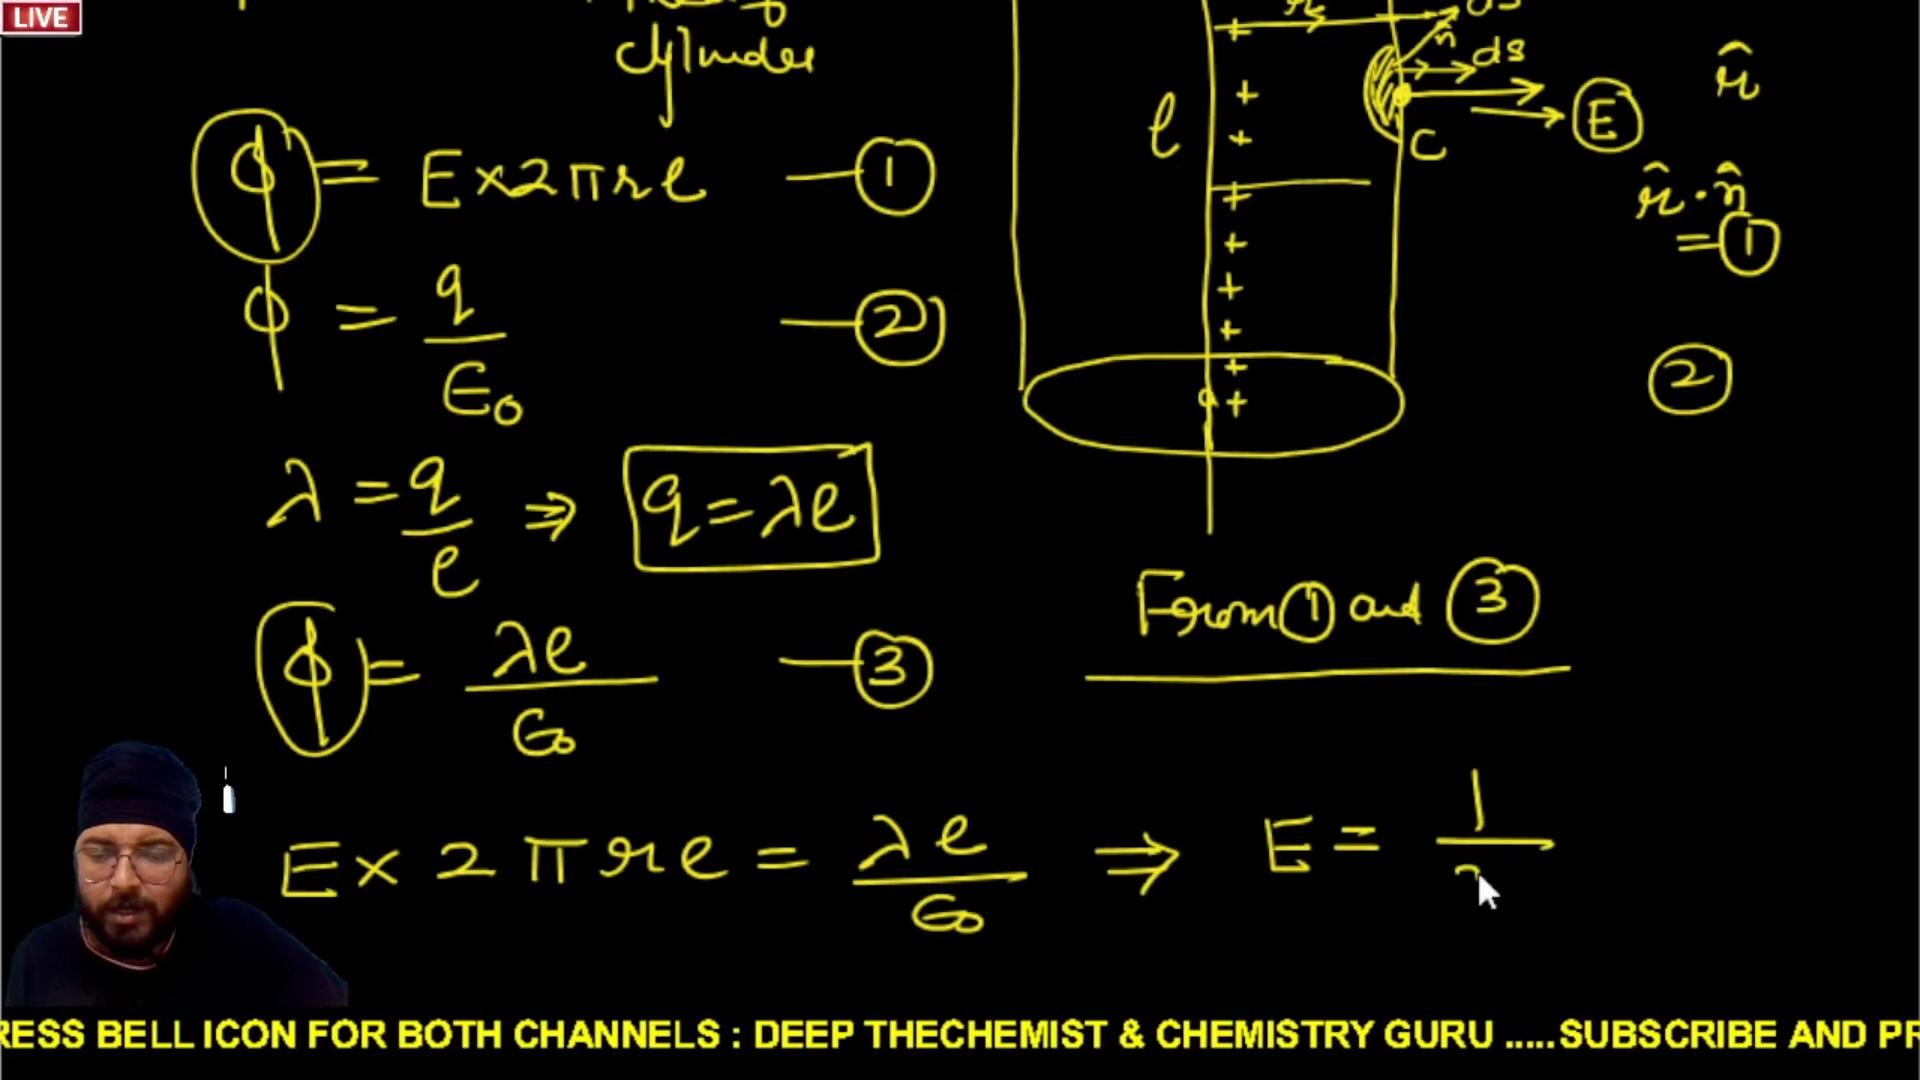 LIVE
cylinder
ds
n̂
ds
r̂
E
l
C
ϕ = E×2πrl —①
r̂·n̂
= ①
ϕ = q/ε₀ —②
②
λ = q/l ⇒ q = λl
From ① and ③
ϕ = λl/ε₀ —③
E × 2πrl = λl/ε₀ ⇒ E = 1/
RESS BELL ICON FOR BOTH CHANNELS : DEEP THECHEMIST & CHEMISTRY GURU .....SUBSCRIBE AND PR